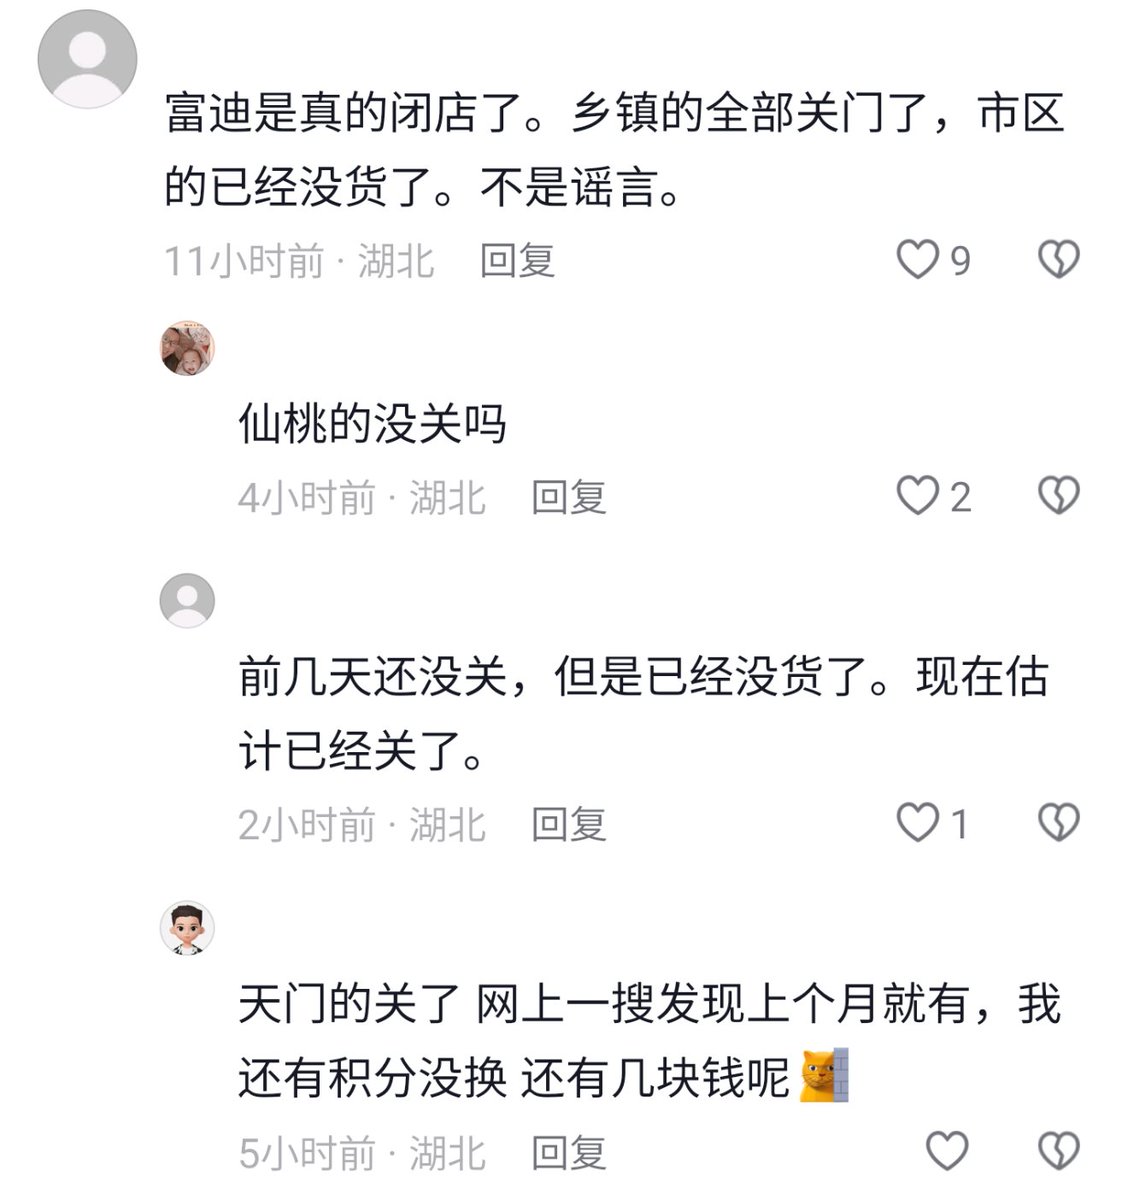 富迪是真的闭店了。乡镇的全部关门了，市区
的已经没货了。不是谣言。
11小时前 · 湖北 回复 9
仙桃的没关吗
4小时前 · 湖北 回复 2
前几天还没关，但是已经没货了。现在估
计已经关了。
2小时前 · 湖北 回复 1
天门的关了 网上一搜发现上个月就有，我
还有积分没换 还有几块钱呢
5小时前 · 湖北 回复